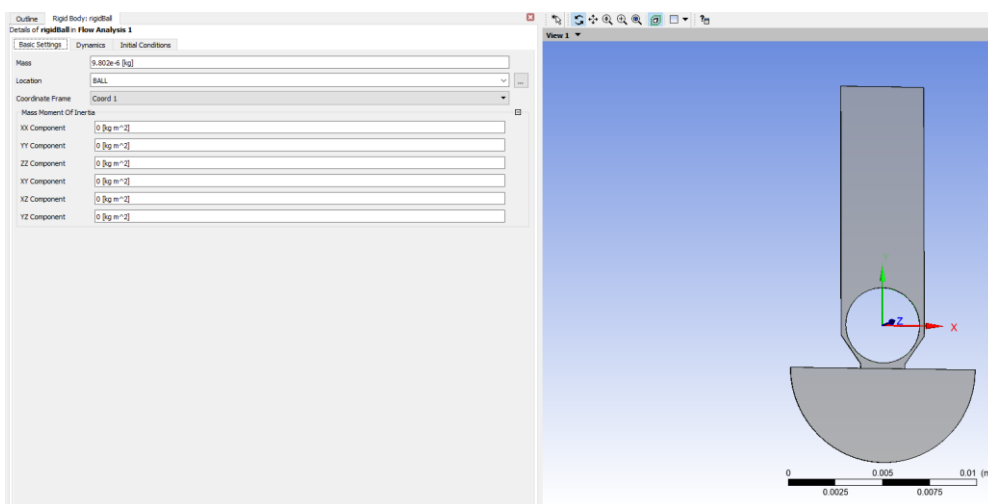 Outline Rigid Body: rigidBall
Details of rigidBall in Flow Analysis 1
Basic Settings Dynamics Initial Conditions
Mass 9.802e-6 [kg]
Location BALL ...
Coordinate Frame Coord 1
Mass Moment Of Inertia
XX Component 0 [kg m^2]
YY Component 0 [kg m^2]
ZZ Component 0 [kg m^2]
XY Component 0 [kg m^2]
XZ Component 0 [kg m^2]
YZ Component 0 [kg m^2]
View 1
Y
Z
X
0 0.005 0.01 (m
0.0025 0.0075